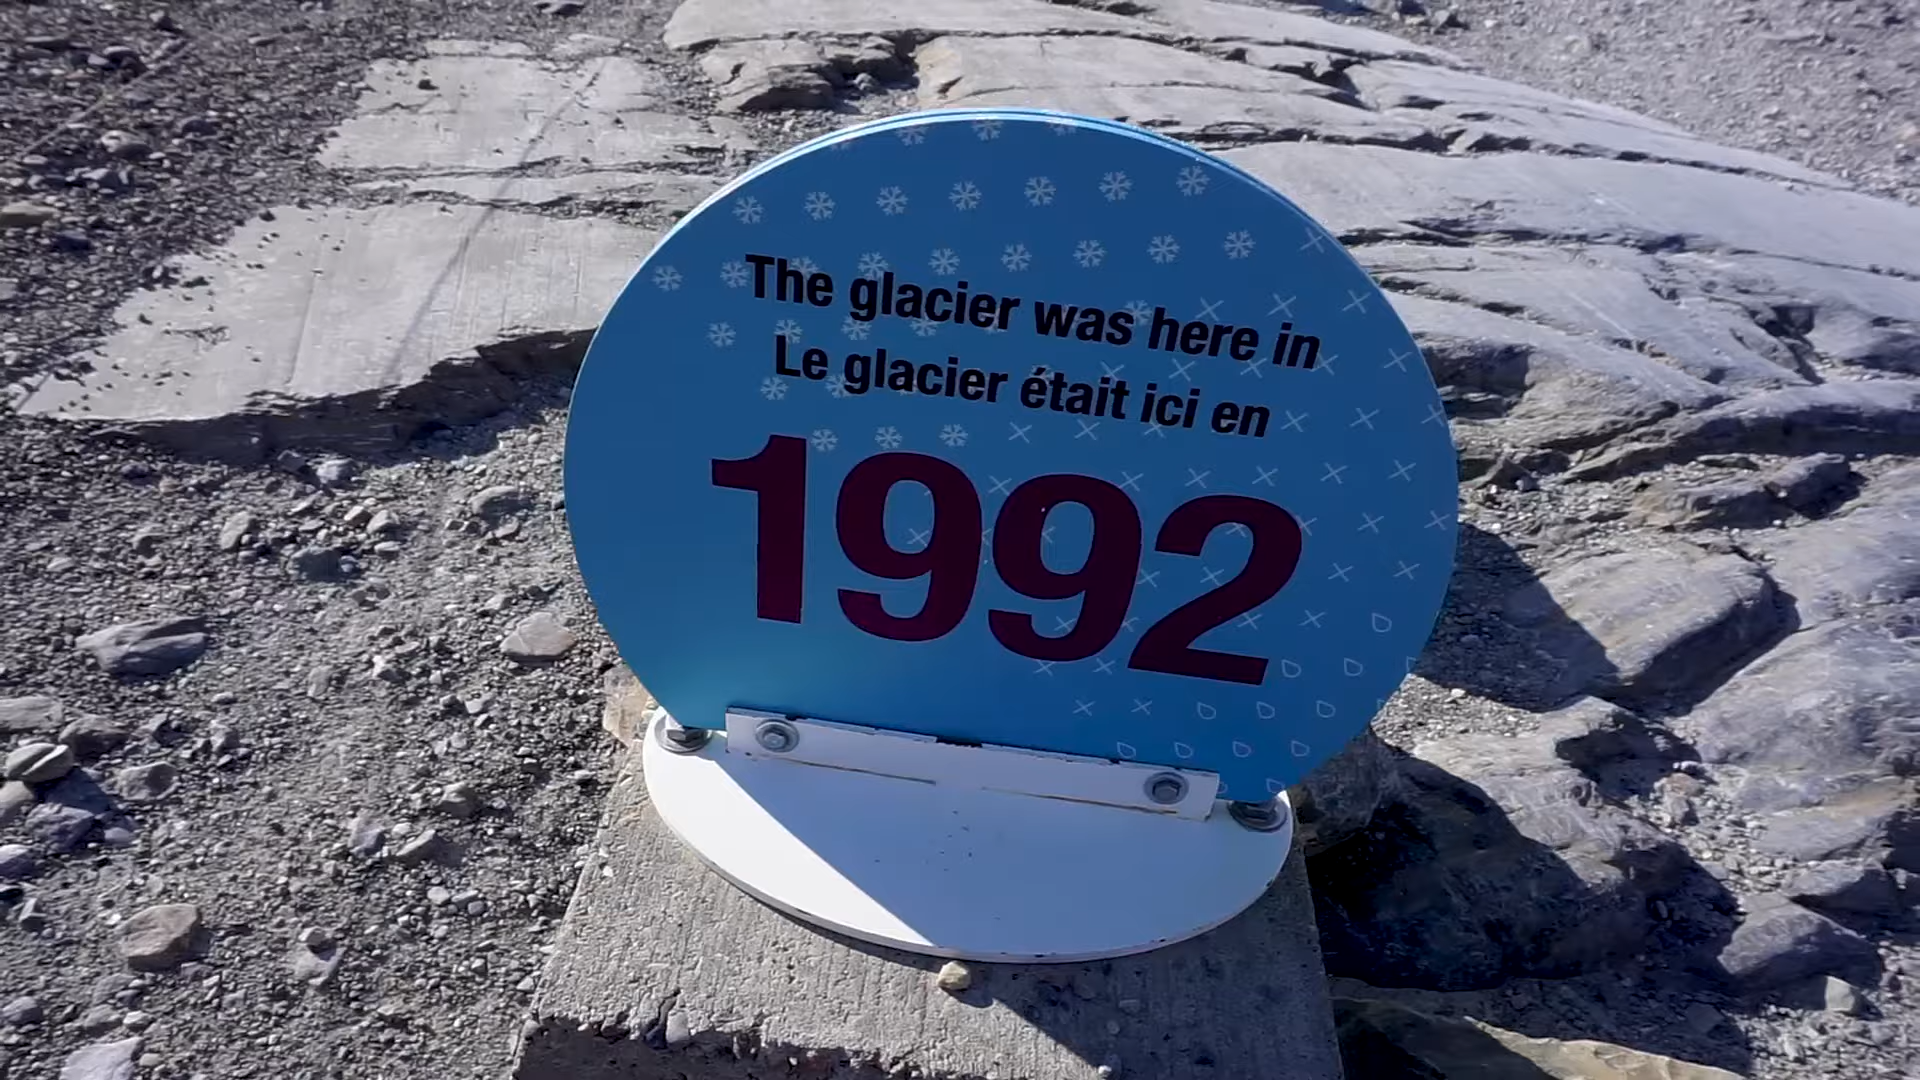 The glacier was here in
Le glacier était ici en
1992